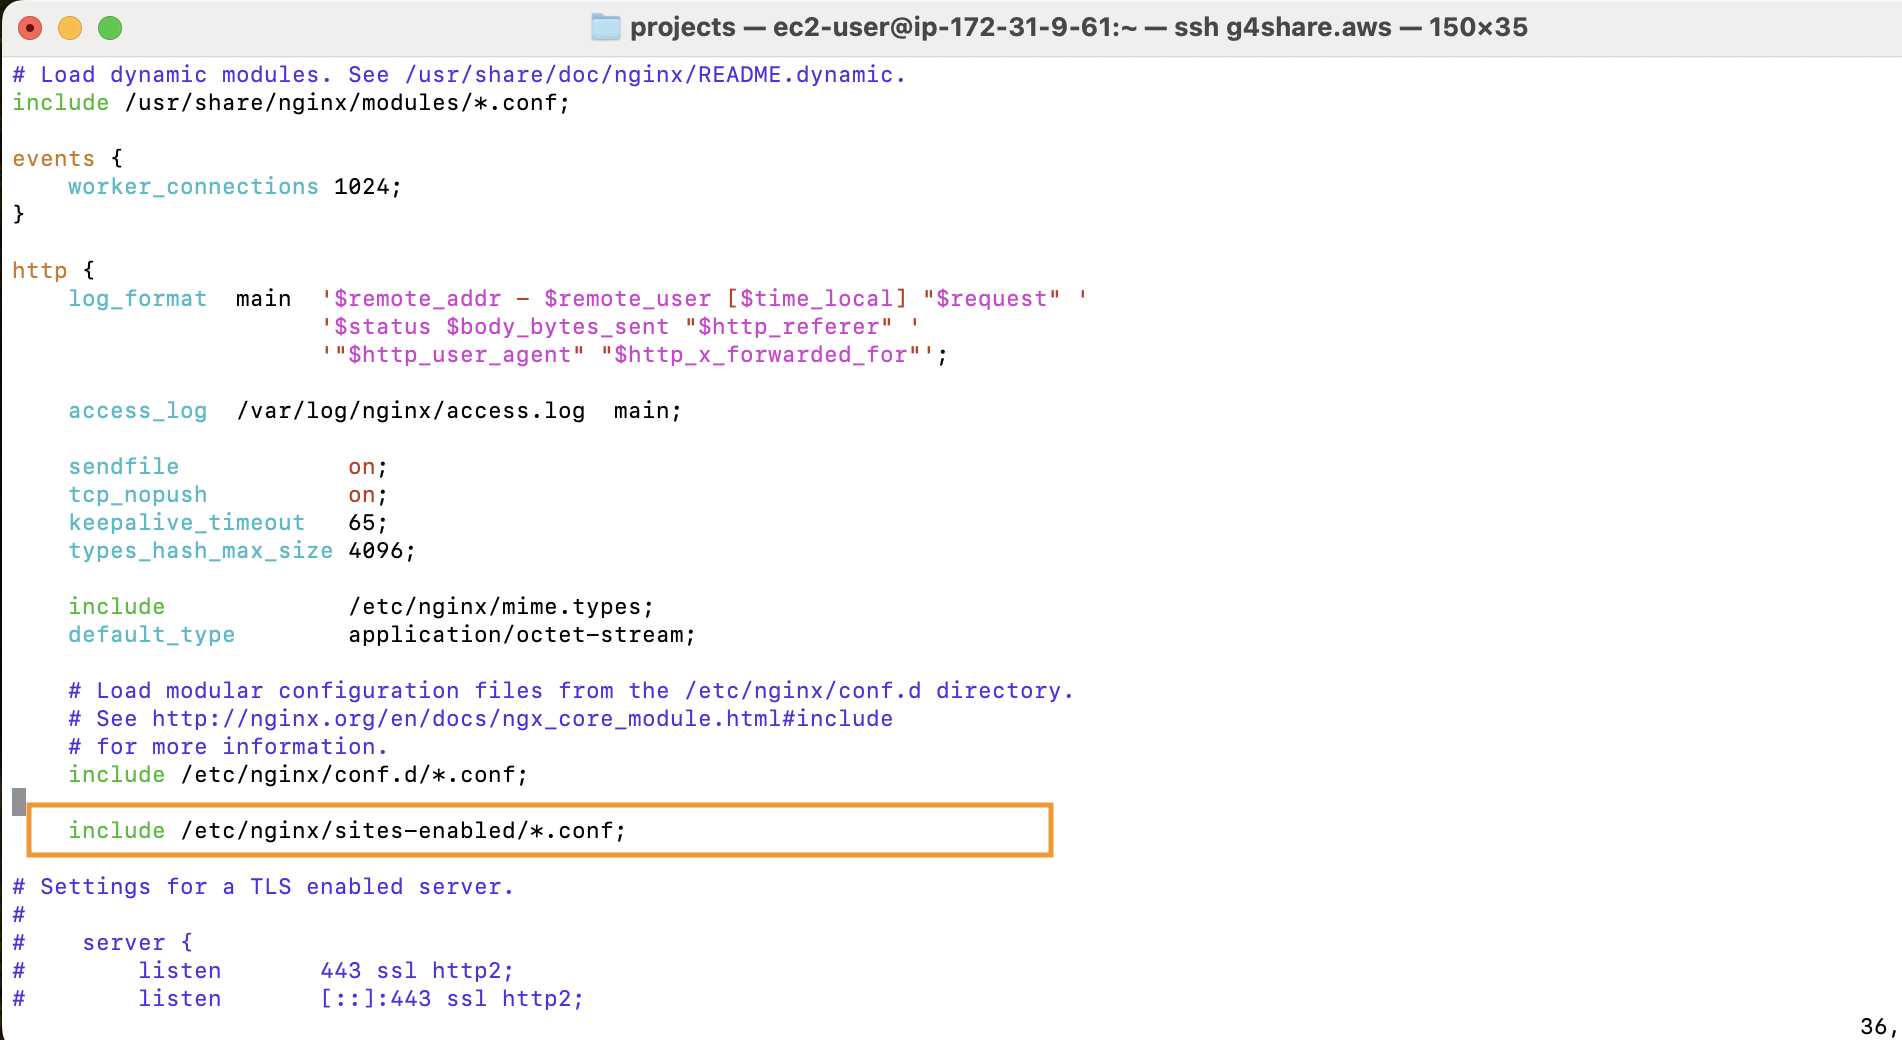 projects — ec2-user@ip-172-31-9-61:~ — ssh g4share.aws — 150×35
# Load dynamic modules. See /usr/share/doc/nginx/README.dynamic.
include /usr/share/nginx/modules/*.conf;
events {
    worker_connections 1024;
}
http {
    log_format  main  '$remote_addr - $remote_user [$time_local] "$request" '
                      '$status $body_bytes_sent "$http_referer" '
                      '"$http_user_agent" "$http_x_forwarded_for"';
    access_log  /var/log/nginx/access.log  main;
    sendfile            on;
    tcp_nopush          on;
    keepalive_timeout   65;
    types_hash_max_size 4096;
    include             /etc/nginx/mime.types;
    default_type        application/octet-stream;
    # Load modular configuration files from the /etc/nginx/conf.d directory.
    # See http://nginx.org/en/docs/ngx_core_module.html#include
    # for more information.
    include /etc/nginx/conf.d/*.conf;
    include /etc/nginx/sites-enabled/*.conf;
# Settings for a TLS enabled server.
#
#    server {
#        listen       443 ssl http2;
#        listen       [::]:443 ssl http2;
36,